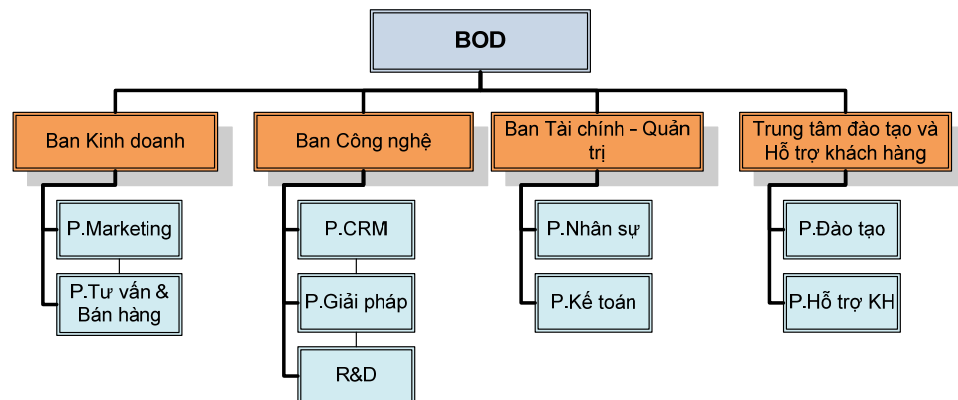 BOD
Ban Kinh doanh
Ban Công nghệ
Ban Tài chính - Quản
trị
Trung tâm đào tạo và
Hỗ trợ khách hàng
P.Marketing
P.Tư vấn &
Bán hàng
P.CRM
P.Giải pháp
R&D
P.Nhân sự
P.Kế toán
P.Đào tạo
P.Hỗ trợ KH